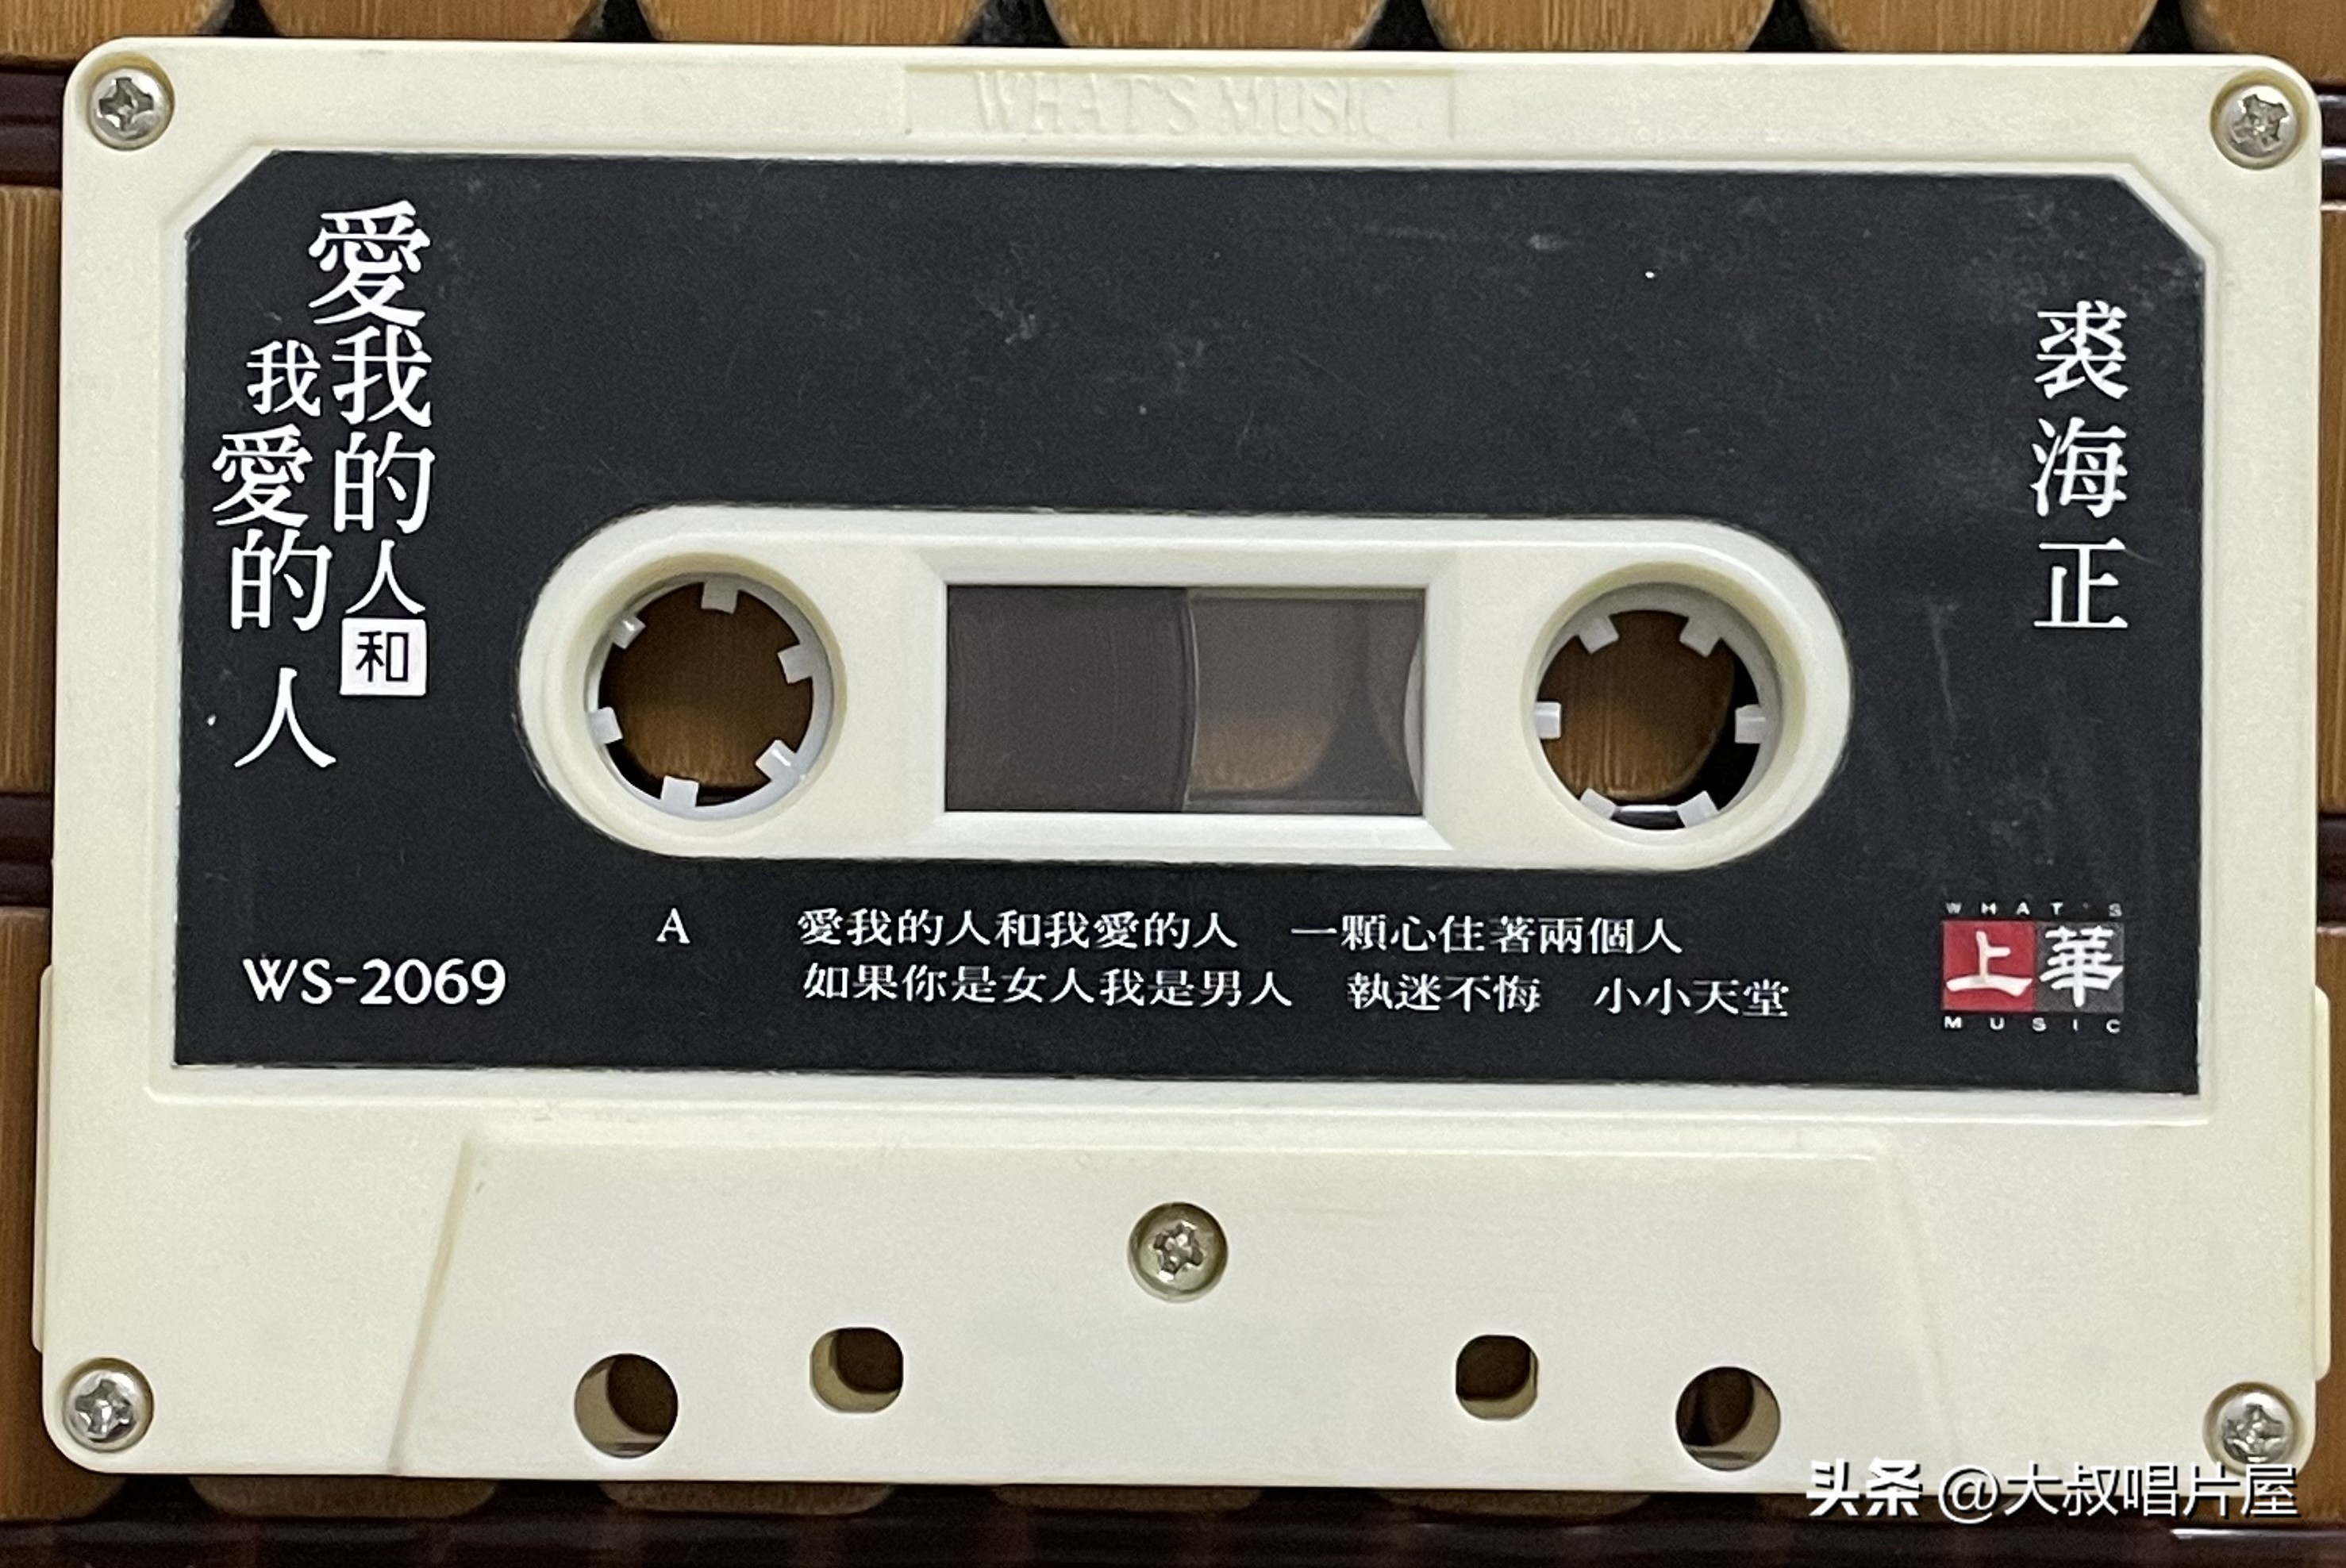 WHAT'S MUSIC
愛我的人和
我愛的人
裘海正
A
愛我的人和我愛的人 一顆心住著兩個人
如果你是女人我是男人 執迷不悔 小小天堂
WS-2069
WHAT'S
上華
MUSIC
头条 @大叔唱片屋